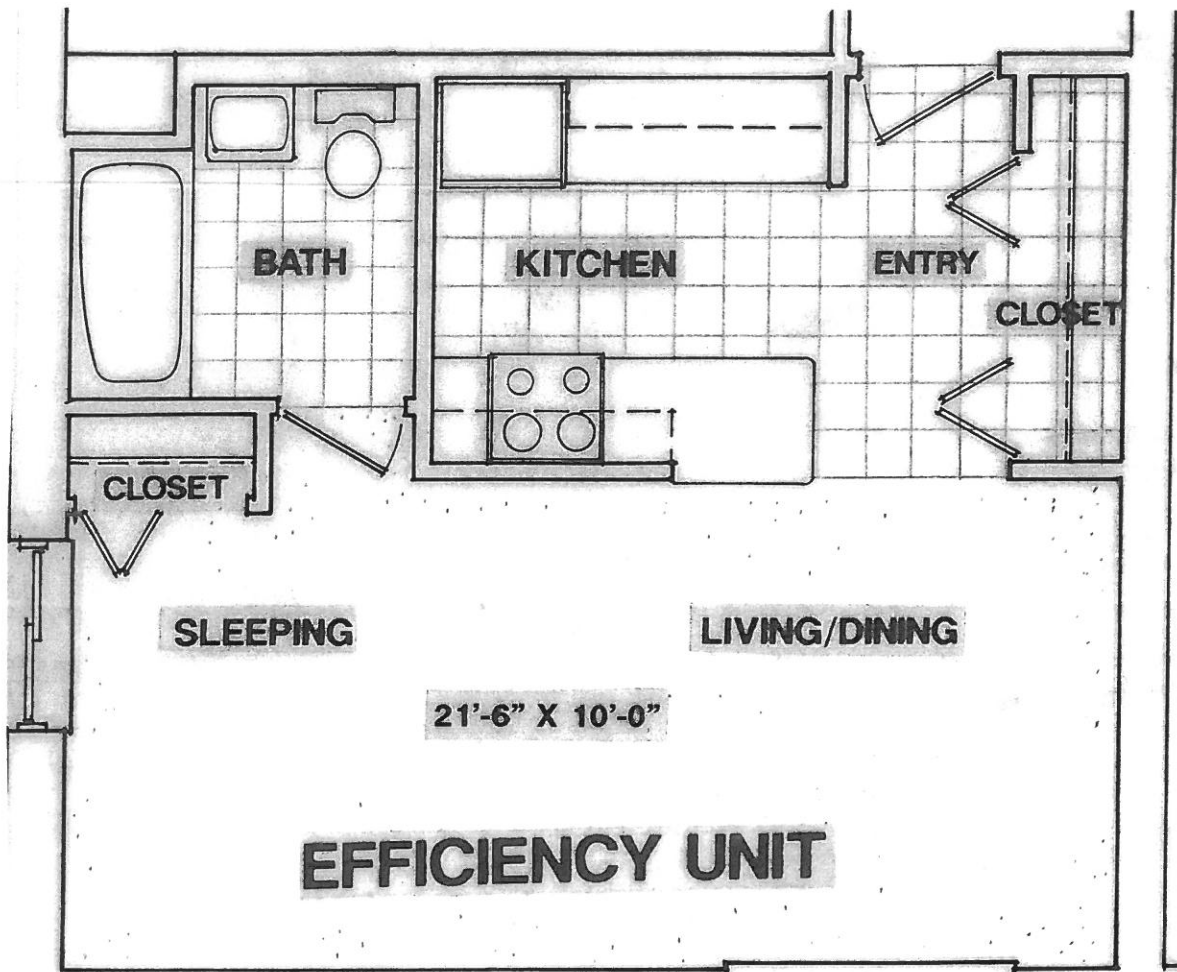 BATH
KITCHEN
ENTRY
CLOSET
CLOSET
SLEEPING
LIVING/DINING
21'-6" X 10'-0"
EFFICIENCY UNIT